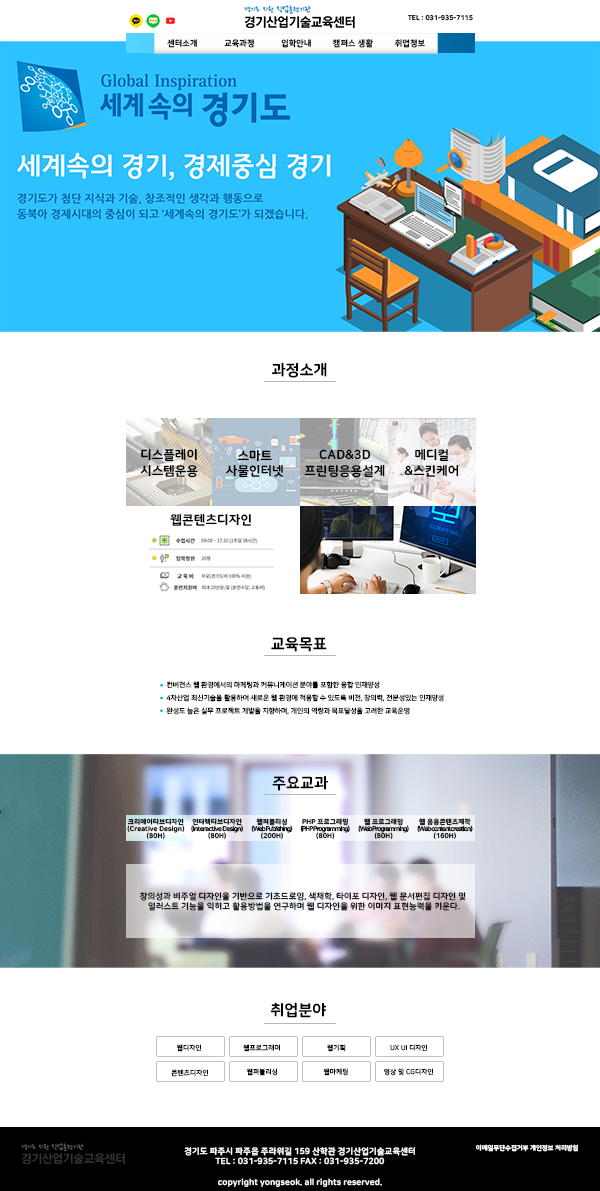 경기도 지원 직업훈련기관
경기산업기술교육센터
TEL : 031-935-7115
센터소개 교육과정 입학안내 캠퍼스 생활 취업정보
Global Inspiration
세계 속의 경기도
세계속의 경기, 경제중심 경기
경기도가 첨단 지식과 기술, 창조적인 생각과 행동으로
동북아 경제시대의 중심이 되고 '세계속의 경기도'가 되겠습니다.
과정소개
디스플레이
시스템운용
스마트
사물인터넷
CAD&3D
프린팅응용설계
메디컬
&스킨케어
웹콘텐츠디자인
수업시간 09:00 - 17:10 (1주일 38시간)
입학정원 20명
교 육 비 무료(경기도비 100% 지원)
훈련지원비 최대 20만원/월 (훈련수당, 교통비)
SCRIPTING
교육목표
컨버전스 웹 환경에서의 마케팅과 커뮤니케이션 분야를 포함한 융합 인재양성
4차산업 최신기술을 활용하여 새로운 웹 환경에 적응할 수 있도록 비전, 창의력, 전문성있는 인재양성
완성도 높은 실무 프로젝트 개발을 지향하며, 개인의 역량과 목표달성을 고려한 교육운영
주요교과
크리에이티브디자인
(Creative Design)
(80H)
인터랙티브디자인
(Interactive Design)
(80H)
웹퍼블리싱
(Web Publishing)
(200H)
PHP 프로그래밍
(PHP Programming)
(80H)
웹 프로그래밍
(Web Programming)
(80H)
웹 응용콘텐츠제작
(Web content creation)
(160H)
창의성과 비주얼 디자인을 기반으로 기초드로잉, 색채학, 타이포 디자인, 웹 문서편집 디자인 및
일러스트 기능을 익히고 활용방법을 연구하며 웹 디자인을 위한 이미지 표현능력을 키운다.
취업분야
웹디자인 웹프로그래머 웹기획 UX UI 디자인
콘텐츠디자인 웹퍼블리싱 웹마케팅 영상 및 CG디자인
경기도 지원 직업훈련기관
경기산업기술교육센터
경기도 파주시 파주읍 주라위길 159 산학관 경기산업기술교육센터
TEL : 031-935-7115 FAX : 031-935-7200
이메일무단수집거부 개인정보 처리방침
copyright yongseok. all rights reserved.